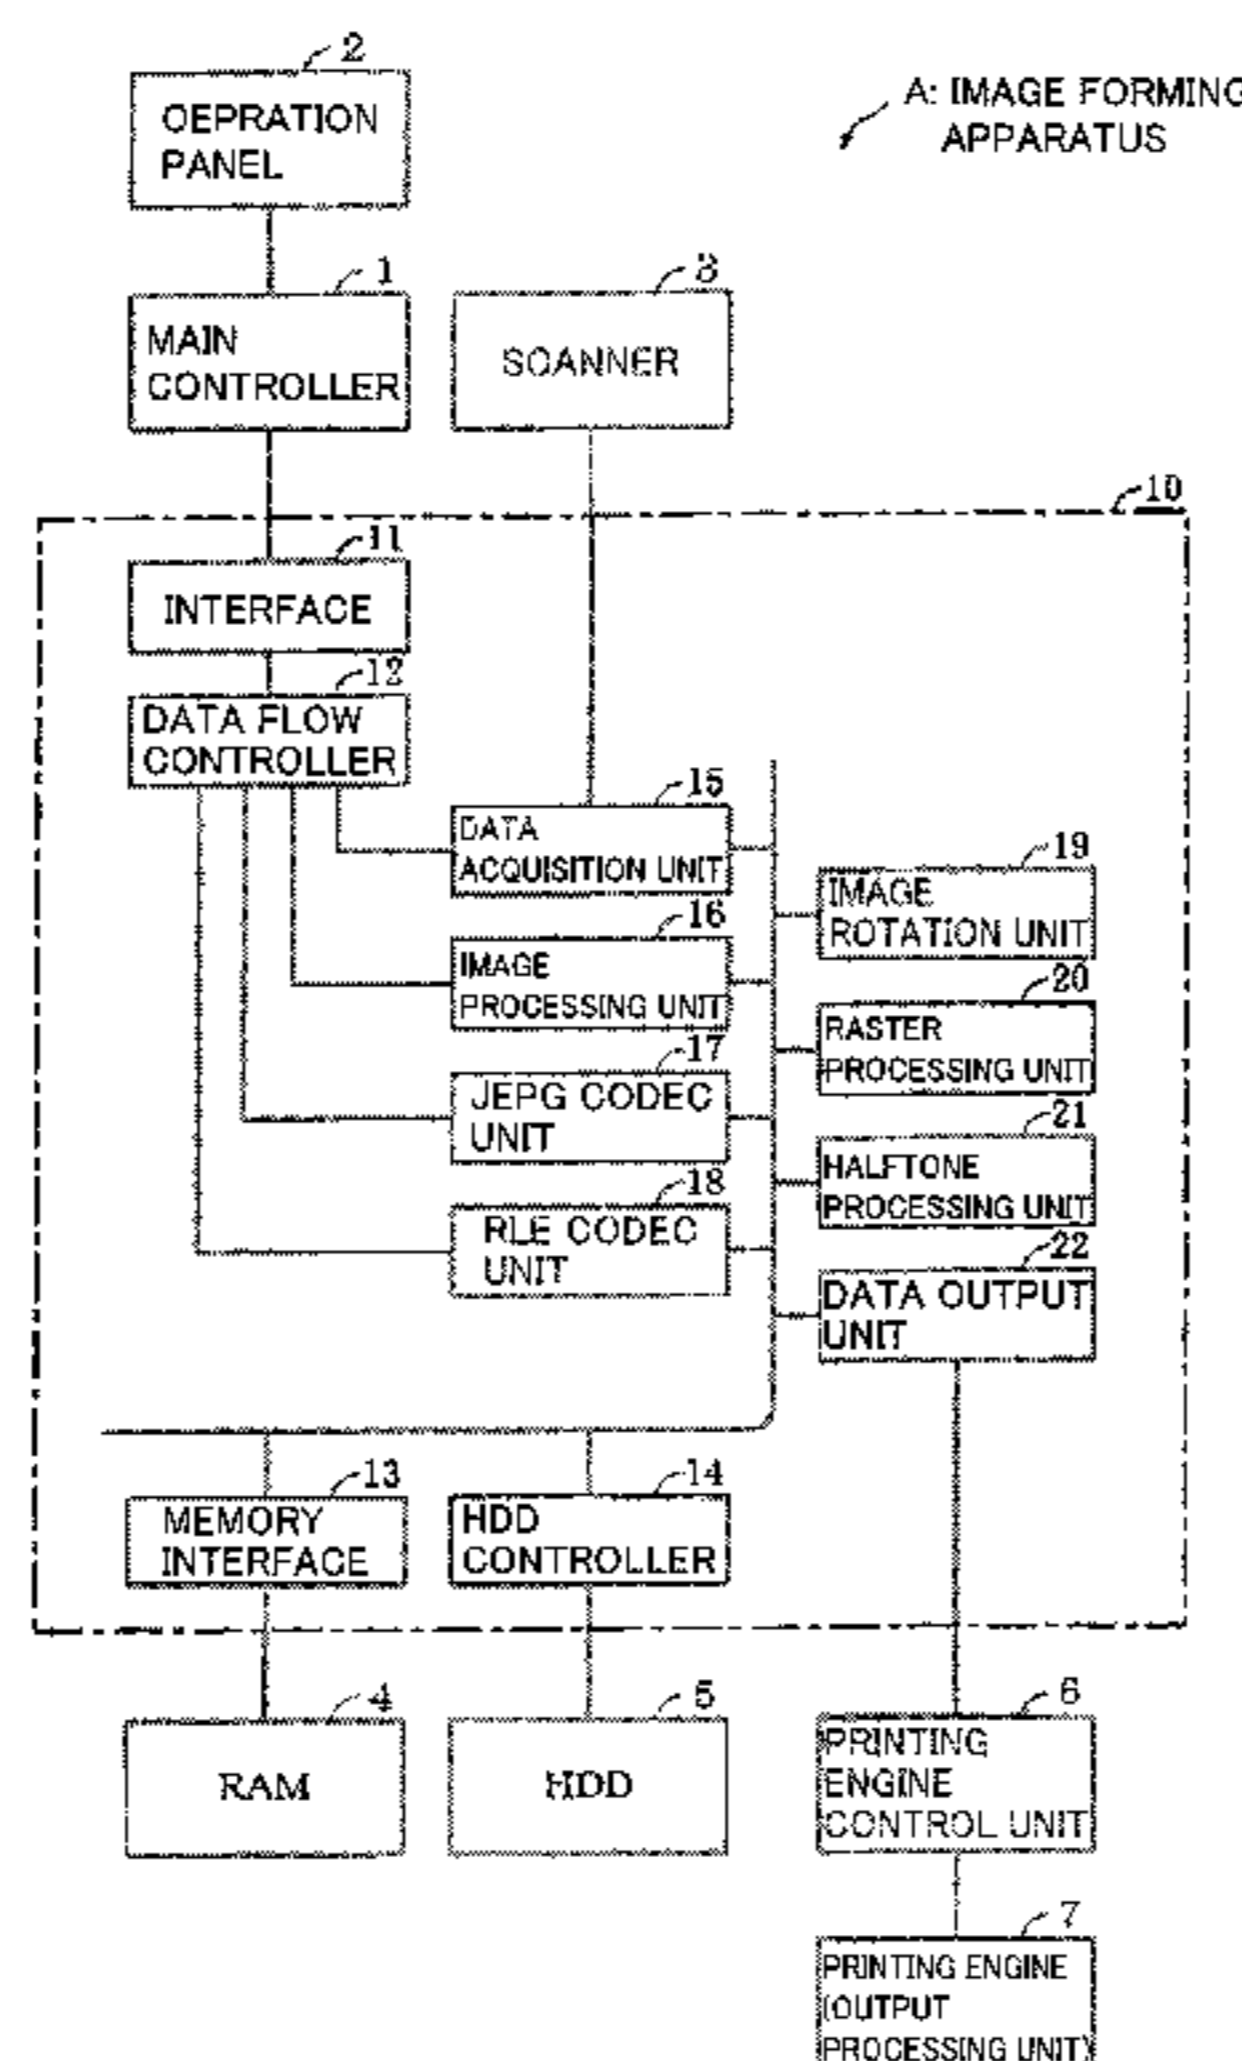 2
OEPRATION
PANEL
A: IMAGE FORMING
APPARATUS
1
MAIN
CONTROLLER
3
SCANNER
10
11
INTERFACE
12
DATA FLOW
CONTROLLER
15
DATA
ACQUISITION UNIT
16
IMAGE
PROCESSING UNIT
17
JEPG CODEC
UNIT
18
RLE CODEC
UNIT
19
IMAGE
ROTATION UNIT
20
RASTER
PROCESSING UNIT
21
HALFTONE
PROCESSING UNIT
22
DATA OUTPUT
UNIT
13
MEMORY
INTERFACE
14
HDD
CONTROLLER
4
RAM
5
HDD
6
PRINTING
ENGINE
CONTROL UNIT
7
PRINTING ENGINE
(OUTPUT
PROCESSING UNIT)